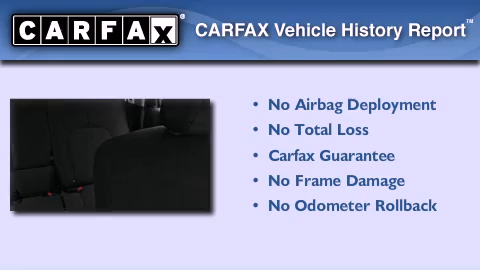 CARFAX® CARFAX Vehicle History Report™
• No Airbag Deployment
• No Total Loss
• Carfax Guarantee
• No Frame Damage
• No Odometer Rollback